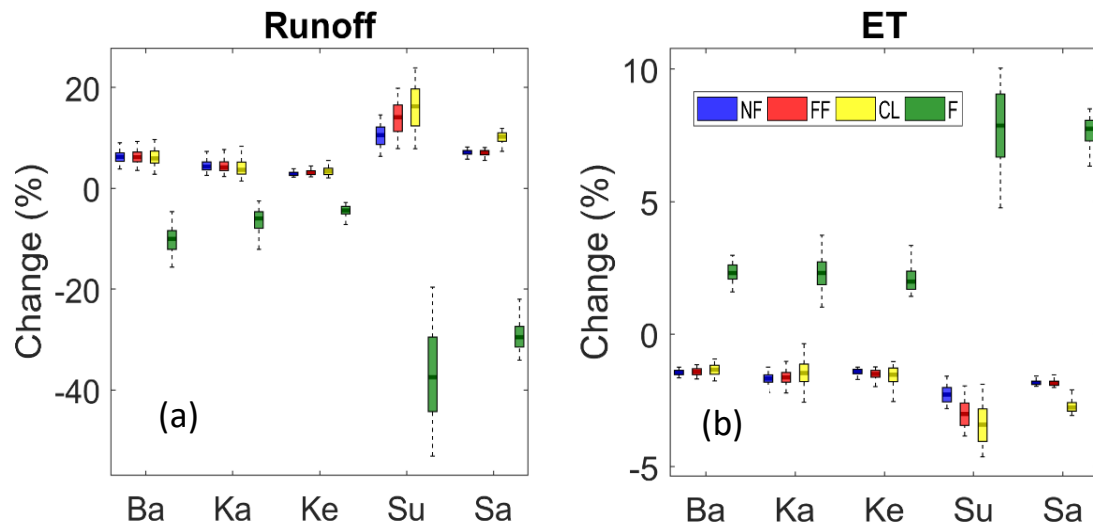 Runoff
Change (%)
20
0
-20
-40
(a)
Ba Ka Ke Su Sa
ET
Change (%)
10
5
0
-5
NF FF CL F
(b)
Ba Ka Ke Su Sa